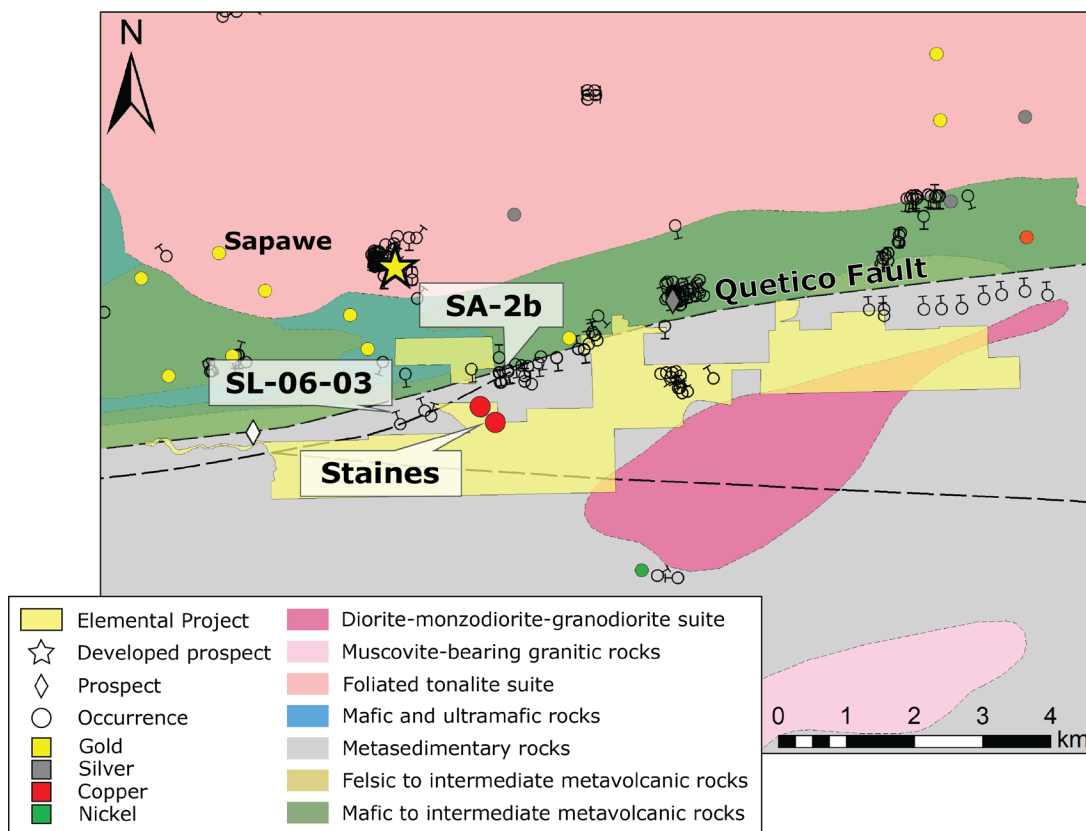 N
Sapawe
SA-2b
Quetico Fault
SL-06-03
Staines
Elemental Project
Developed prospect
Prospect
Occurrence
Gold
Silver
Copper
Nickel
Diorite-monzodiorite-granodiorite suite
Muscovite-bearing granitic rocks
Foliated tonalite suite
Mafic and ultramafic rocks
Metasedimentary rocks
Felsic to intermediate metavolcanic rocks
Mafic to intermediate metavolcanic rocks
0 1 2 3 4
km